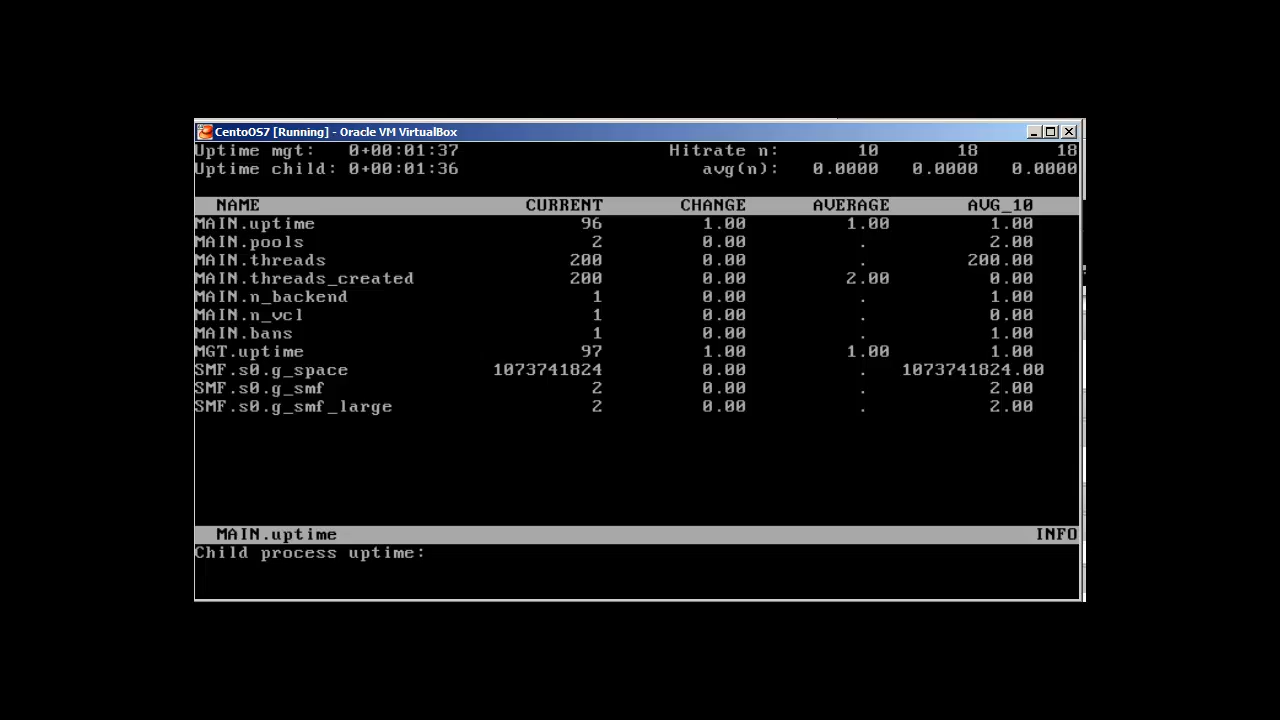 CentoOS7 [Running] - Oracle VM VirtualBox
Uptime mgt: 0+00:01:37 Hitrate n: 10 18 18
Uptime child: 0+00:01:36 avg(n): 0.0000 0.0000 0.0000
NAME CURRENT CHANGE AVERAGE AVG_10
MAIN.uptime 96 1.00 1.00 1.00
MAIN.pools 2 0.00 . 2.00
MAIN.threads 200 0.00 . 200.00
MAIN.threads_created 200 0.00 2.00 0.00
MAIN.n_backend 1 0.00 . 1.00
MAIN.n_vcl 1 0.00 . 0.00
MAIN.bans 1 0.00 . 1.00
MGT.uptime 97 1.00 1.00 1.00
SMF.s0.g_space 1073741824 0.00 . 1073741824.00
SMF.s0.g_smf 2 0.00 . 2.00
SMF.s0.g_smf_large 2 0.00 . 2.00
MAIN.uptime INFO
Child process uptime: